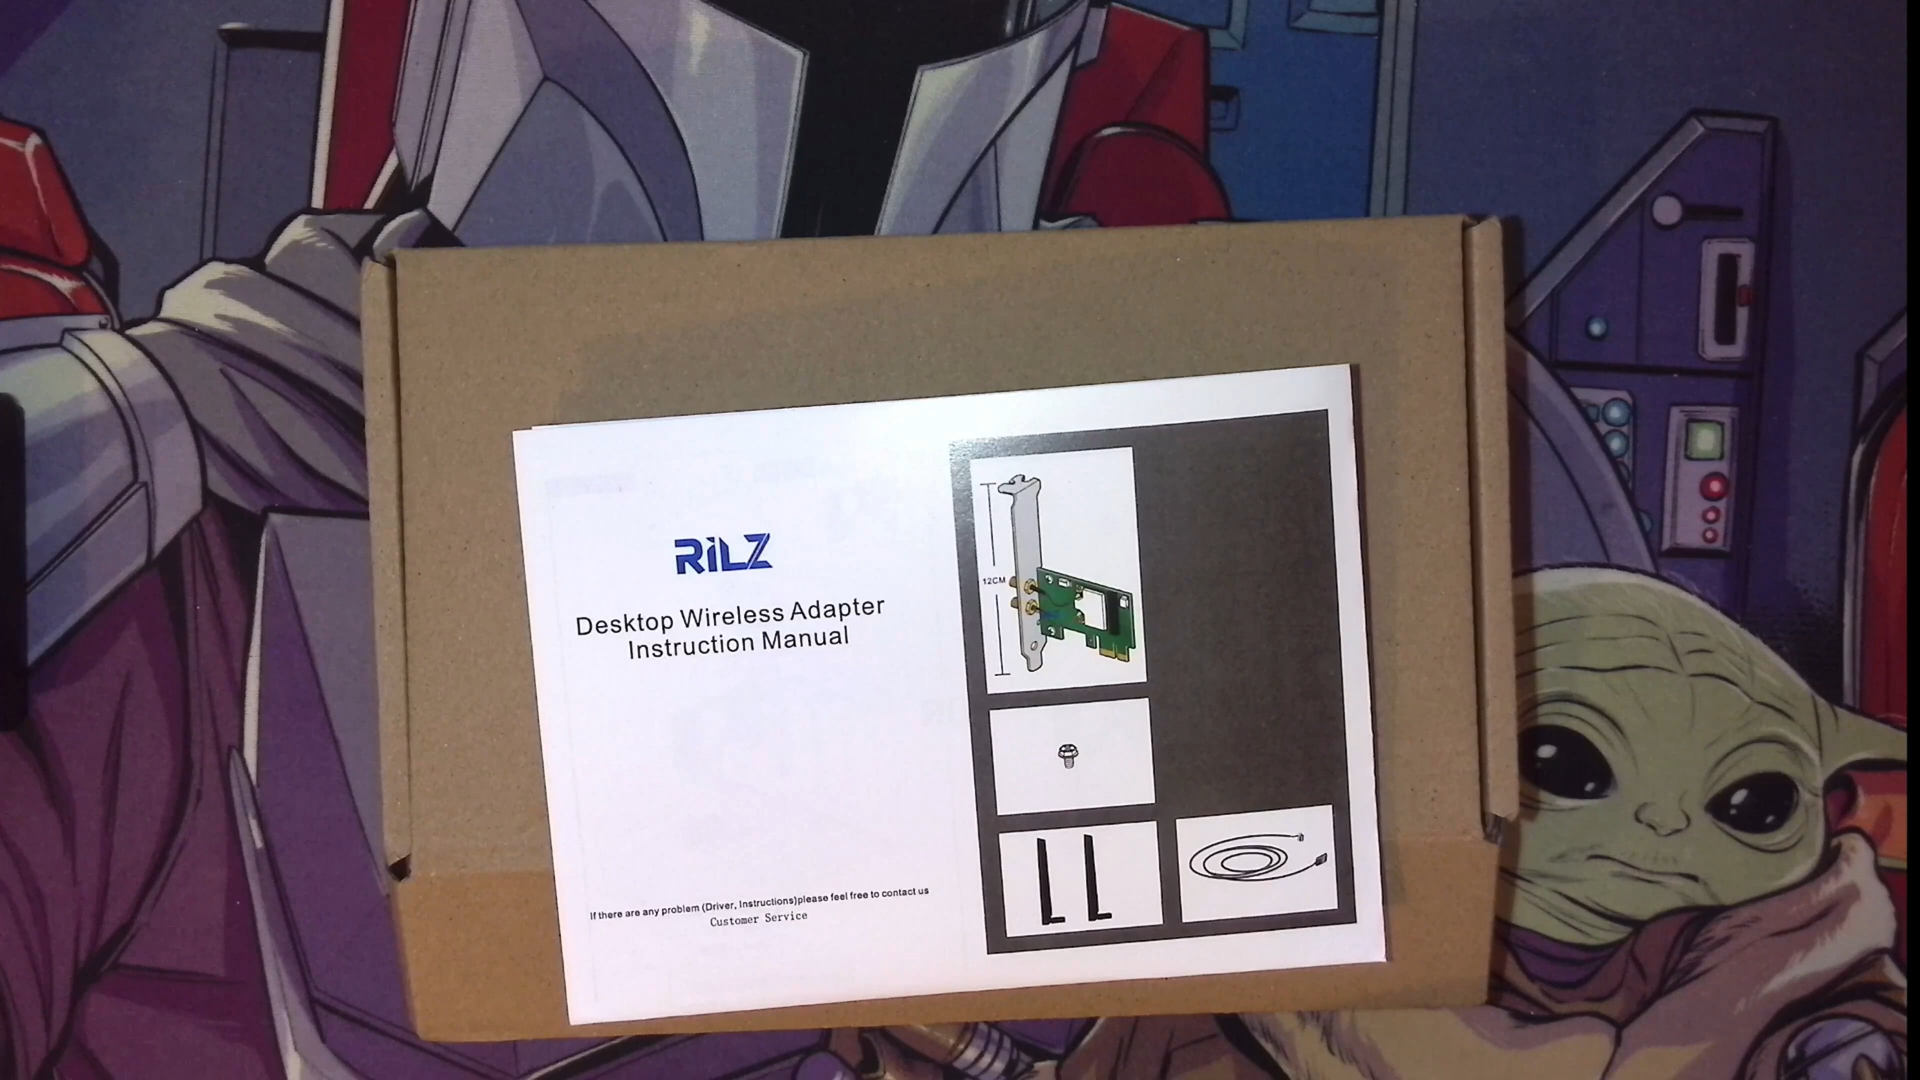 RiLZ
Desktop Wireless Adapter
Instruction Manual
12CM
If there are any problem (Driver, Instructions)please feel free to contact us
Customer Service